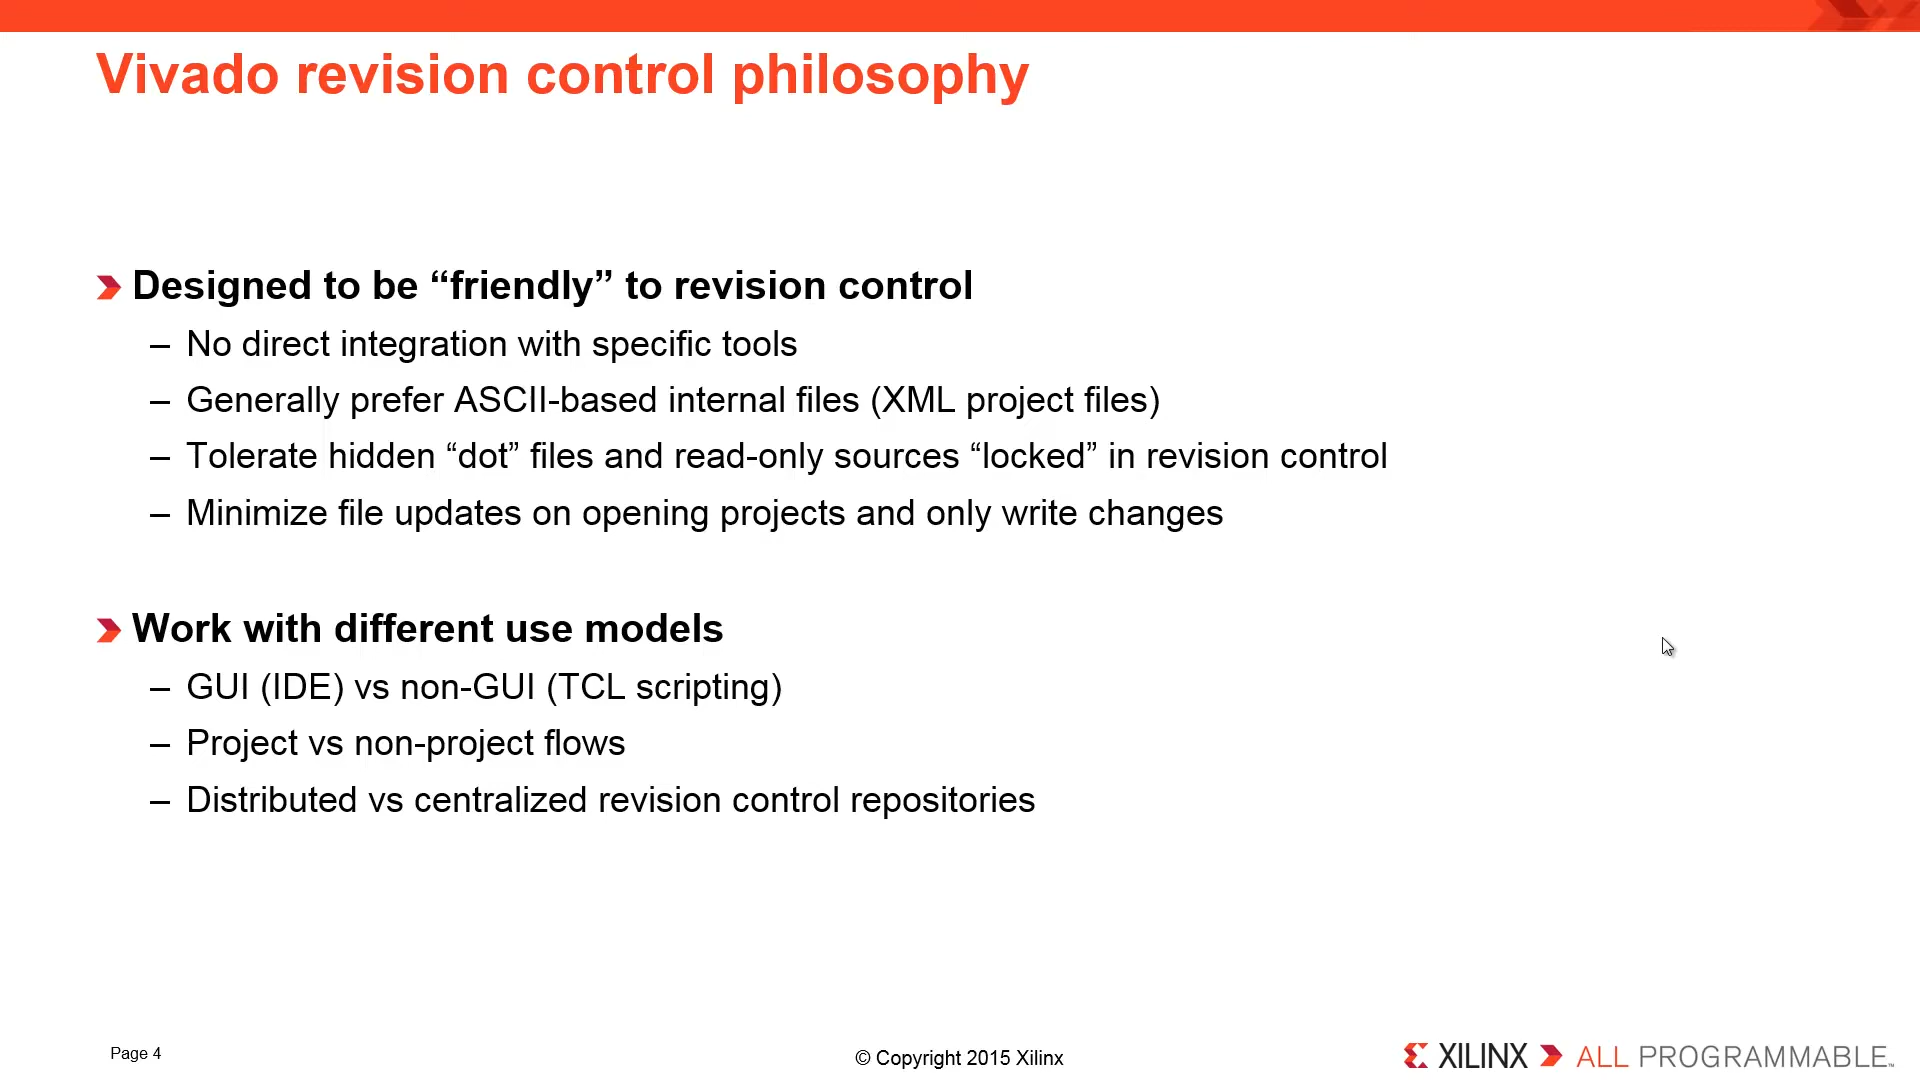 Vivado revision control philosophy
Designed to be “friendly” to revision control
– No direct integration with specific tools
– Generally prefer ASCII-based internal files (XML project files)
– Tolerate hidden “dot” files and read-only sources “locked” in revision control
– Minimize file updates on opening projects and only write changes
Work with different use models
– GUI (IDE) vs non-GUI (TCL scripting)
– Project vs non-project flows
– Distributed vs centralized revision control repositories
Page 4
© Copyright 2015 Xilinx
XILINX ALL PROGRAMMABLE™